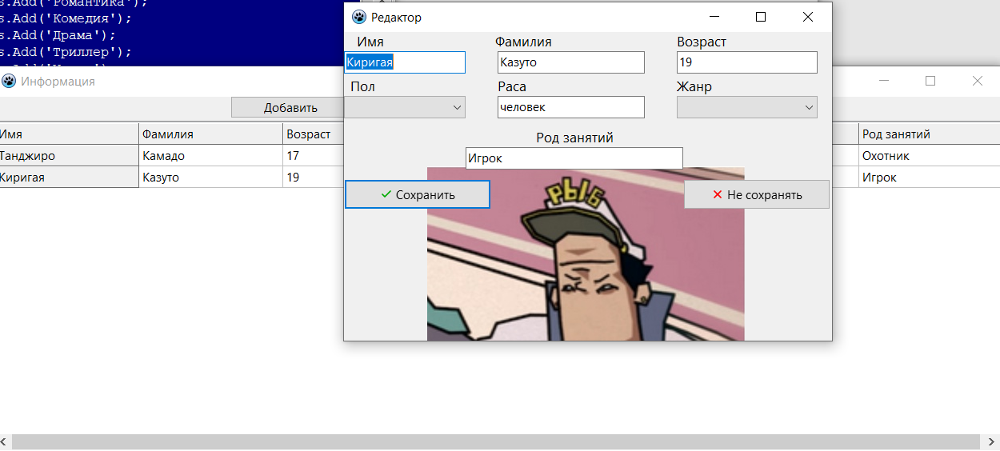 s.Add('Романтика');
s.Add('Комедия');
s.Add('Драма');
s.Add('Триллер');
Редактор
Имя Фамилия Возраст
Киригая Казуто 19
Пол Раса Жанр
человек
Род занятий
Игрок
Сохранить Не сохранять
РЫБ
Информация
Добавить
Имя Фамилия Возраст Род занятий
Танджиро Камадо 17 Охотник
Киригая Казуто 19 Игрок